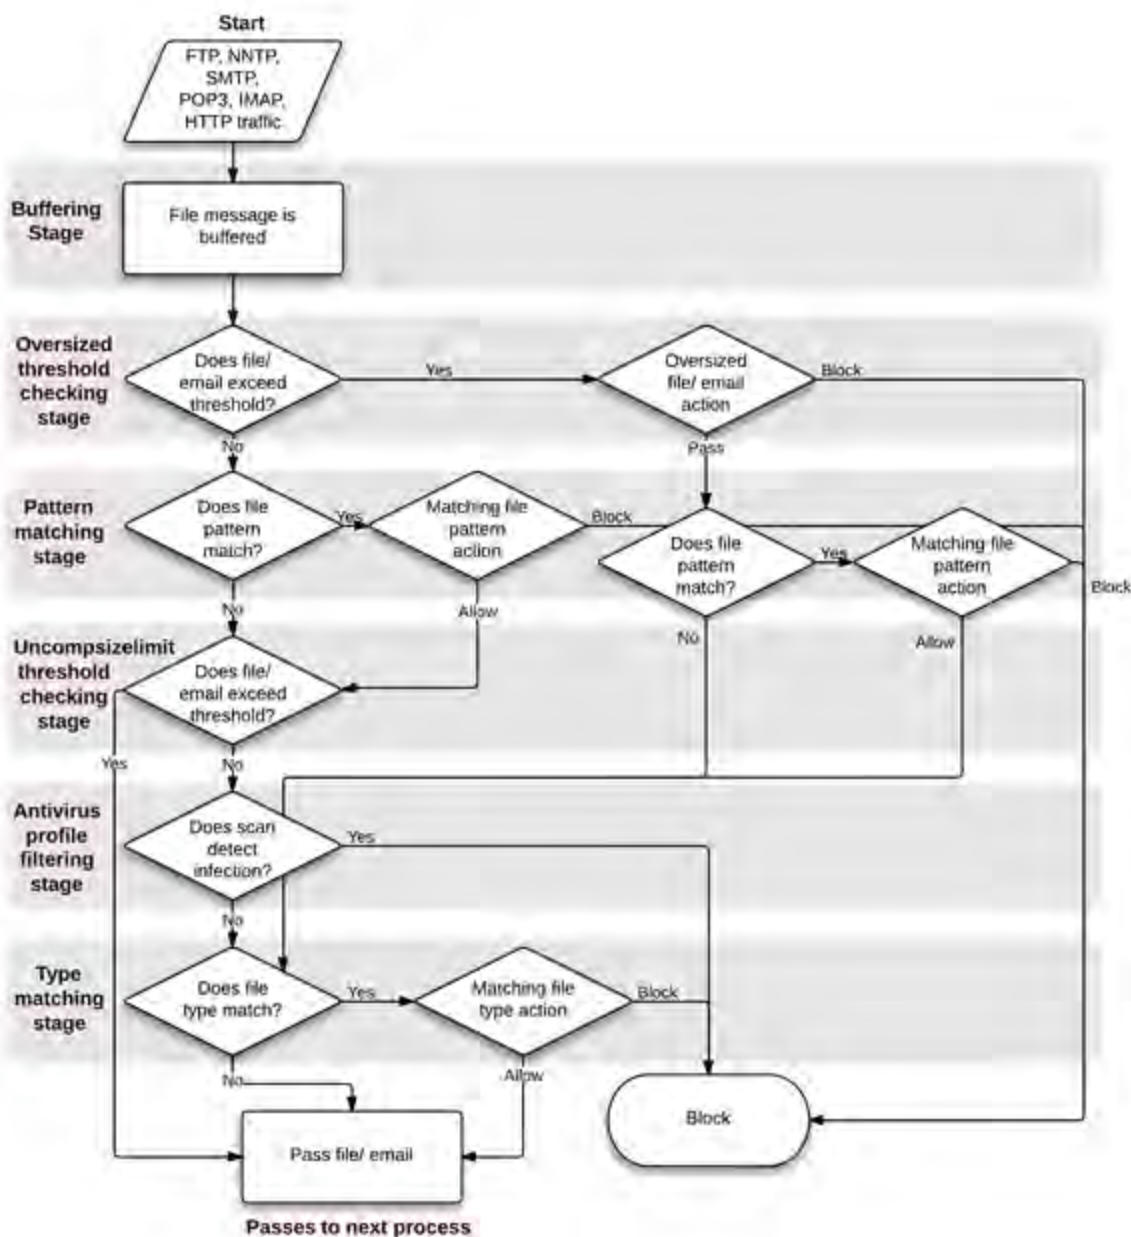 Start
FTP, NNTP,
SMTP,
POP3, IMAP,
HTTP traffic
Buffering
Stage
File message is
buffered
Oversized
threshold
checking
stage
Does file/
email exceed
threshold?
Yes
Oversized
file/ email
action
Block
No
Pass
Pattern
matching
stage
Does file
pattern
match?
Yes
Matching file
pattern
action
Block
Does file
pattern
match?
Yes
Matching file
pattern
action
Block
No
Allow
No
Allow
Uncompsizelimit
threshold
checking
stage
Does file/
email exceed
threshold?
Yes
No
Antivirus
profile
filtering
stage
Does scan
detect
infection?
Yes
No
Type
matching
stage
Does file
type match?
Yes
Matching file
type action
Block
No
Allow
Pass file/ email
Block
Passes to next process